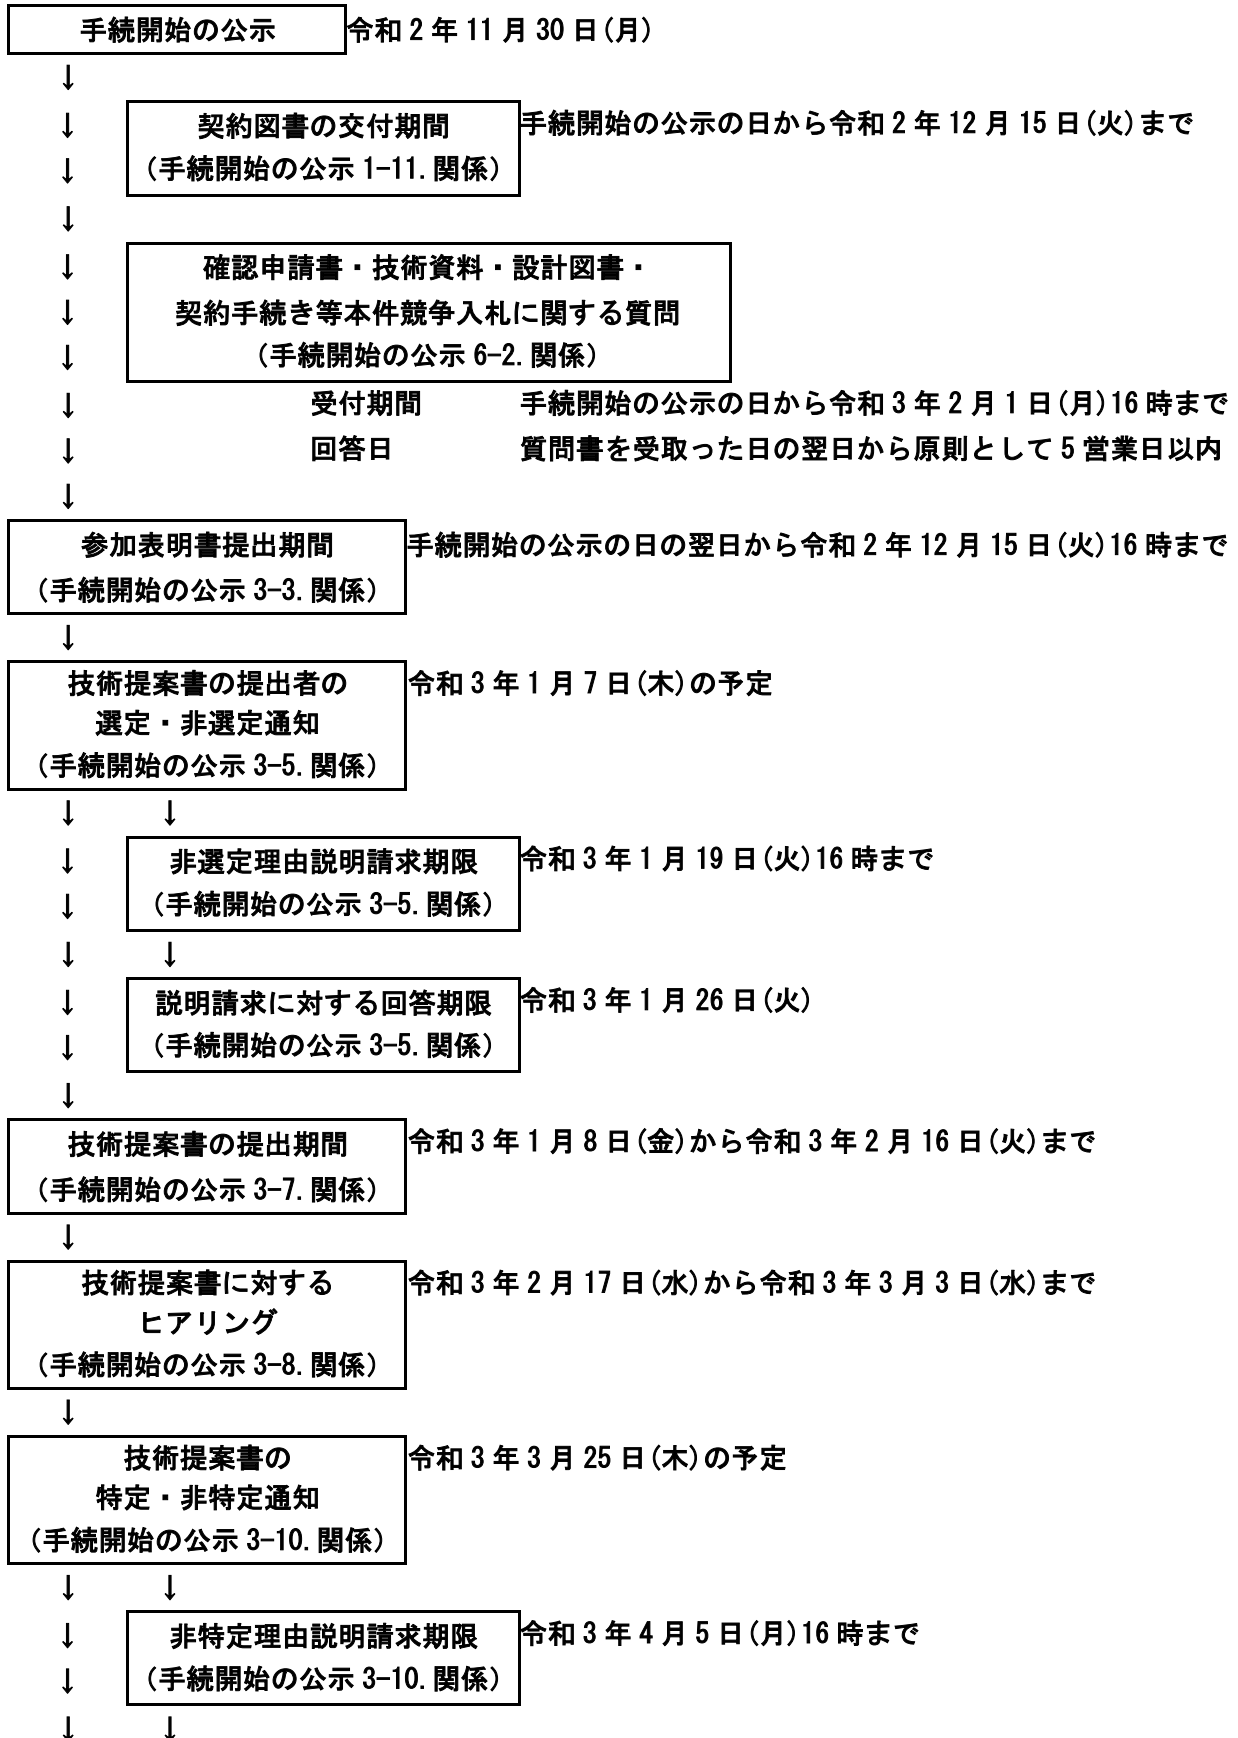 手続開始の公示 令和2年11月30日(月)
↓
↓ 契約図書の交付期間 手続開始の公示の日から令和2年12月15日(火)まで
↓ (手続開始の公示1-11.関係)
↓
↓ 確認申請書・技術資料・設計図書・
↓ 契約手続き等本件競争入札に関する質問
↓ (手続開始の公示6-2.関係)
↓ 受付期間 手続開始の公示の日から令和3年2月1日(月)16時まで
↓ 回答日 質問書を受取った日の翌日から原則として5営業日以内
↓
参加表明書提出期間 手続開始の公示の日の翌日から令和2年12月15日(火)16時まで
(手続開始の公示3-3.関係)
↓
技術提案書の提出者の 令和3年1月7日(木)の予定
選定・非選定通知
(手続開始の公示3-5.関係)
↓ ↓
↓ 非選定理由説明請求期限 令和3年1月19日(火)16時まで
↓ (手続開始の公示3-5.関係)
↓ ↓
↓ 説明請求に対する回答期限 令和3年1月26日(火)
↓ (手続開始の公示3-5.関係)
↓
技術提案書の提出期間 令和3年1月8日(金)から令和3年2月16日(火)まで
(手続開始の公示3-7.関係)
↓
技術提案書に対する 令和3年2月17日(水)から令和3年3月3日(水)まで
ヒアリング
(手続開始の公示3-8.関係)
↓
技術提案書の 令和3年3月25日(木)の予定
特定・非特定通知
(手続開始の公示3-10.関係)
↓ ↓
↓ 非特定理由説明請求期限 令和3年4月5日(月)16時まで
↓ (手続開始の公示3-10.関係)
↓ ↓